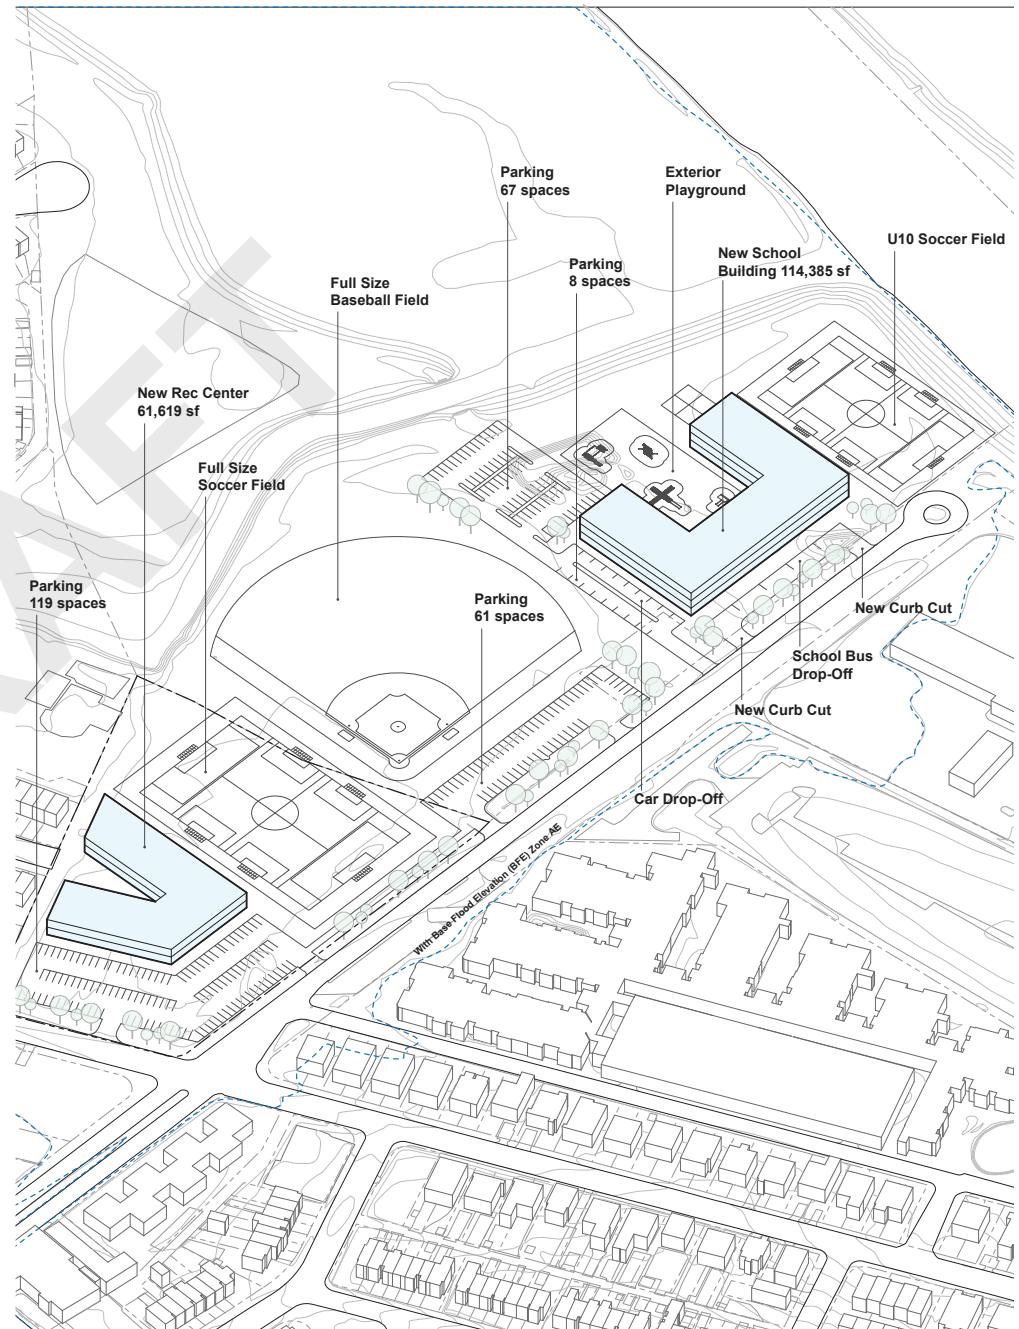 Parking
67 spaces
Exterior
Playground
U10 Soccer Field
New School
Building 114,385 sf
Parking
8 spaces
Full Size
Baseball Field
New Rec Center
61,619 sf
Full Size
Soccer Field
Parking
119 spaces
Parking
61 spaces
New Curb Cut
School Bus
Drop-Off
New Curb Cut
Car Drop-Off
With Base Flood Elevation (BFE) Zone AE
AFT